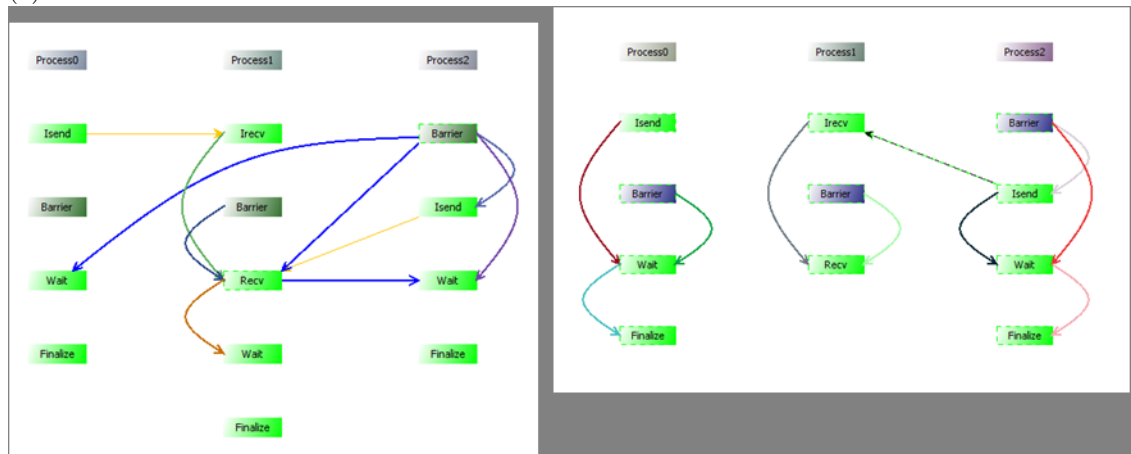 Process0 Process1 Process2
Isend Irecv Barrier
Barrier Barrier Isend
Wait Recv Wait
Finalize Wait Finalize
Finalize
Process0 Process1 Process2
Isend Irecv Barrier
Barrier Barrier Isend
Wait Recv Wait
Finalize Finalize